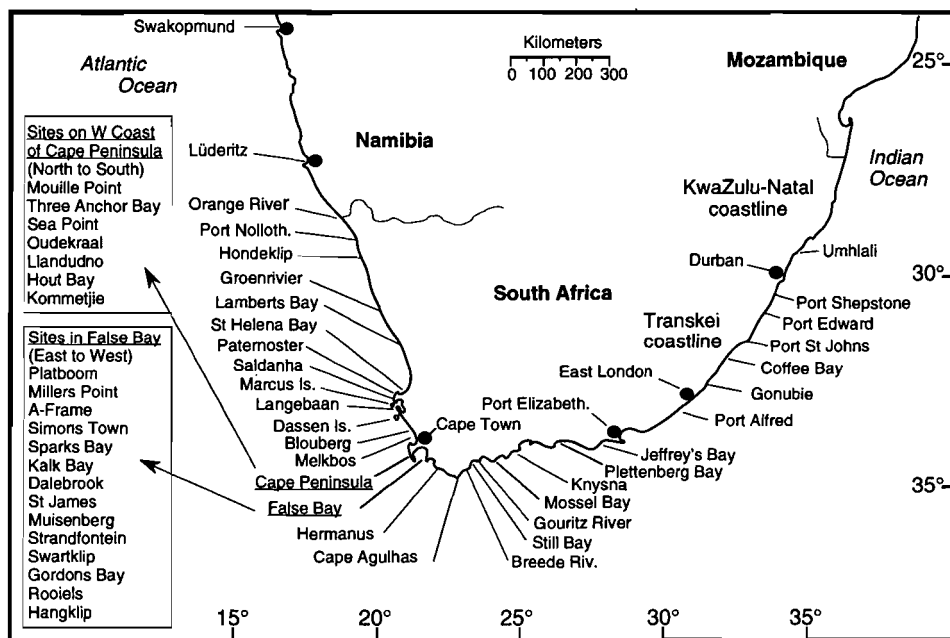 Swakopmund
Atlantic
Ocean
Kilometers
0 100 200 300
Mozambique
25°
Sites on W Coast
of Cape Peninsula
(North to South)
Mouille Point
Three Anchor Bay
Sea Point
Oudekraal
Llandudno
Hout Bay
Kommetjie
Lüderitz
Namibia
Indian
Ocean
KwaZulu-Natal
coastline
Orange River
Port Nolloth.
Hondeklip
Groenrivier
Lamberts Bay
St Helena Bay
Paternoster
Saldanha
Marcus Is.
Langebaan
Dassen Is.
Blouberg
Melkbos
Cape Peninsula
False Bay
Hermanus
Cape Agulhas
South Africa
Durban
Umhlali
30°
Port Shepstone
Port Edward
Transkei
coastline
Port St Johns
Coffee Bay
East London
Gonubie
Port Alfred
Port Elizabeth.
Cape Town
Jeffrey's Bay
Plettenberg Bay
Knysna
Mossel Bay
Gouritz River
Still Bay
Breede Riv.
35°
Sites in False Bay
(East to West)
Platboom
Millers Point
A-Frame
Simons Town
Sparks Bay
Kalk Bay
Dalebrook
St James
Muisenberg
Strandfontein
Swartklip
Gordons Bay
Rooiels
Hangklip
15° 20° 25° 30° 35°